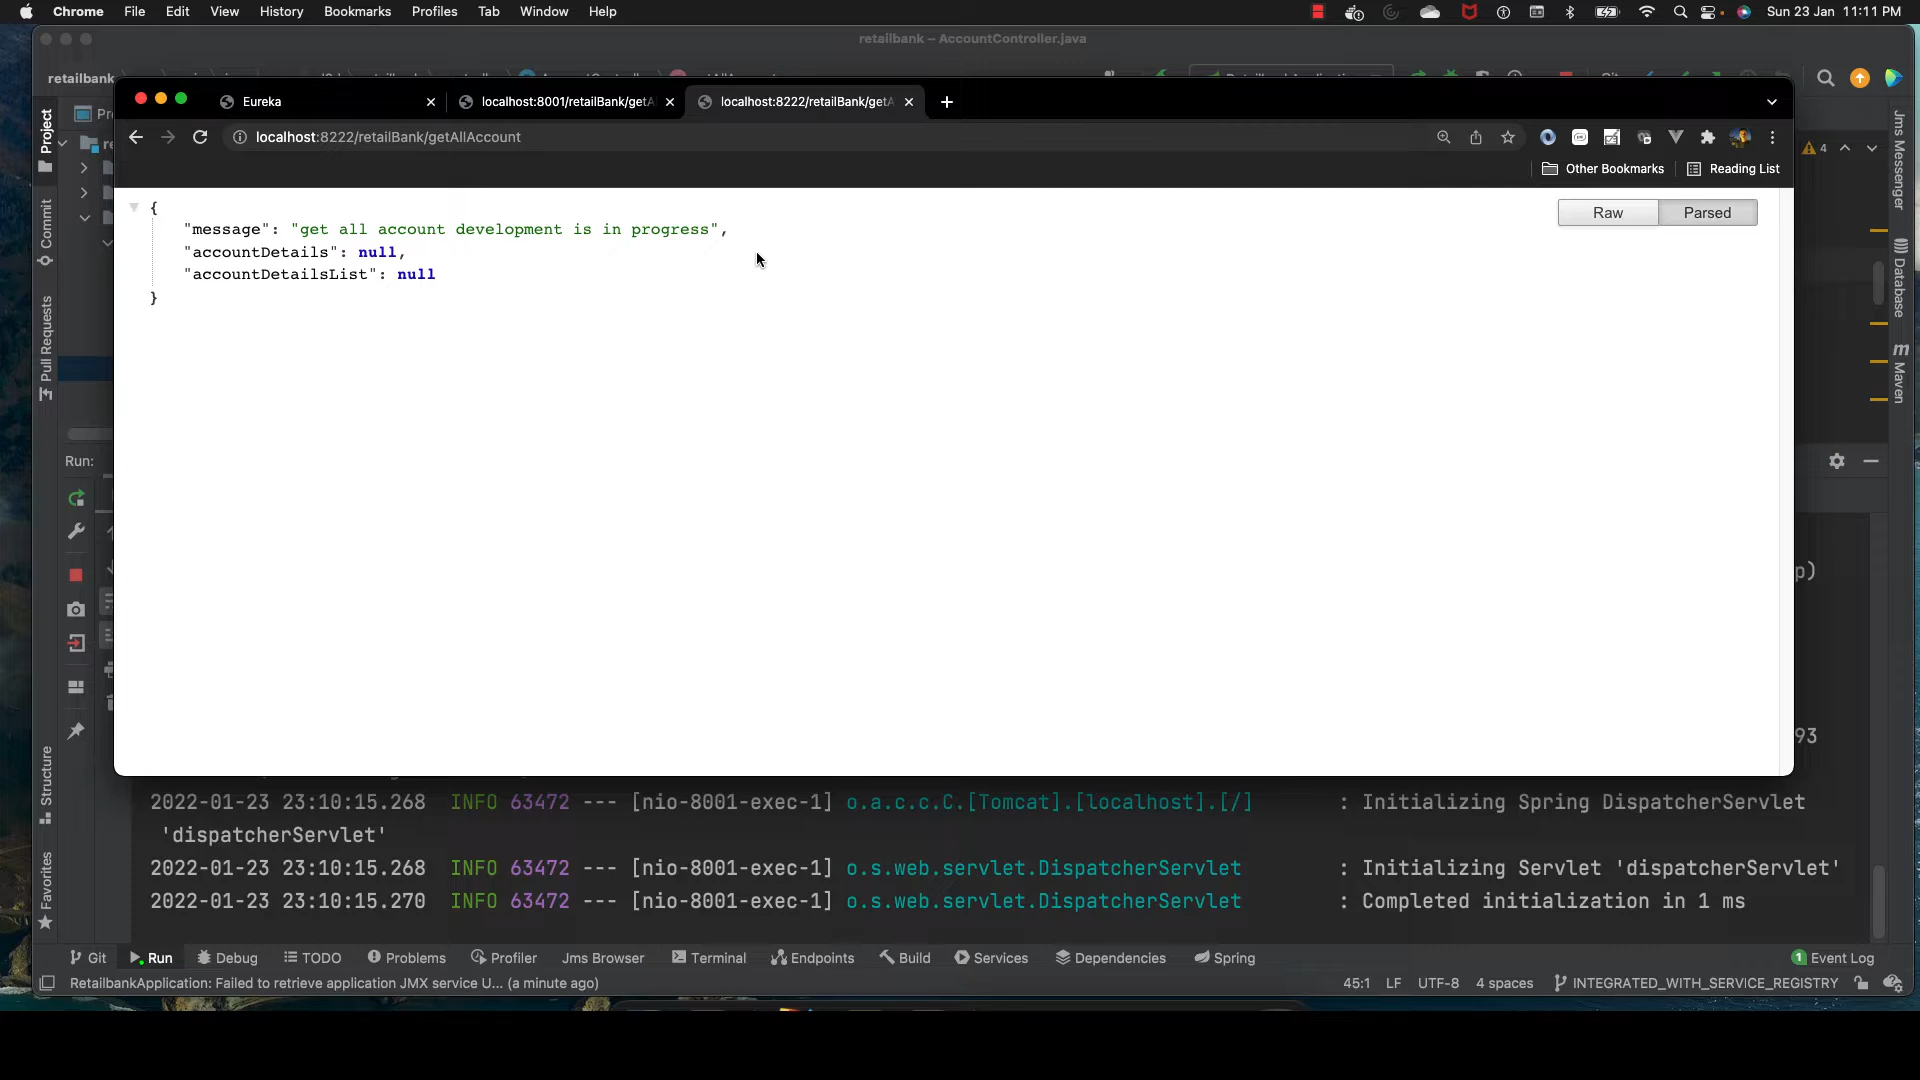 Chrome File Edit View History Bookmarks Profiles Tab Window Help Sun 23 Jan 11:11 PM
retailbank – AccountController.java
retailbank
Eureka
localhost:8001/retailBank/getA
localhost:8222/retailBank/getA
localhost:8222/retailBank/getAllAccount
Other Bookmarks
Reading List
4
Project
Commit
Pull Requests
Structure
Favorites
Jms Messenger
Database
Maven
{
"message": "get all account development is in progress",
"accountDetails": null,
"accountDetailsList": null
}
Raw
Parsed
Run:
p)
93
2022-01-23 23:10:15.268 INFO 63472 --- [nio-8001-exec-1] o.a.c.c.C.[Tomcat].[localhost].[/] : Initializing Spring DispatcherServlet
'dispatcherServlet'
2022-01-23 23:10:15.268 INFO 63472 --- [nio-8001-exec-1] o.s.web.servlet.DispatcherServlet : Initializing Servlet 'dispatcherServlet'
2022-01-23 23:10:15.270 INFO 63472 --- [nio-8001-exec-1] o.s.web.servlet.DispatcherServlet : Completed initialization in 1 ms
Git Run Debug TODO Problems Profiler Jms Browser Terminal Endpoints Build Services Dependencies Spring 1 Event Log
RetailbankApplication: Failed to retrieve application JMX service U... (a minute ago) 45:1 LF UTF-8 4 spaces INTEGRATED_WITH_SERVICE_REGISTRY